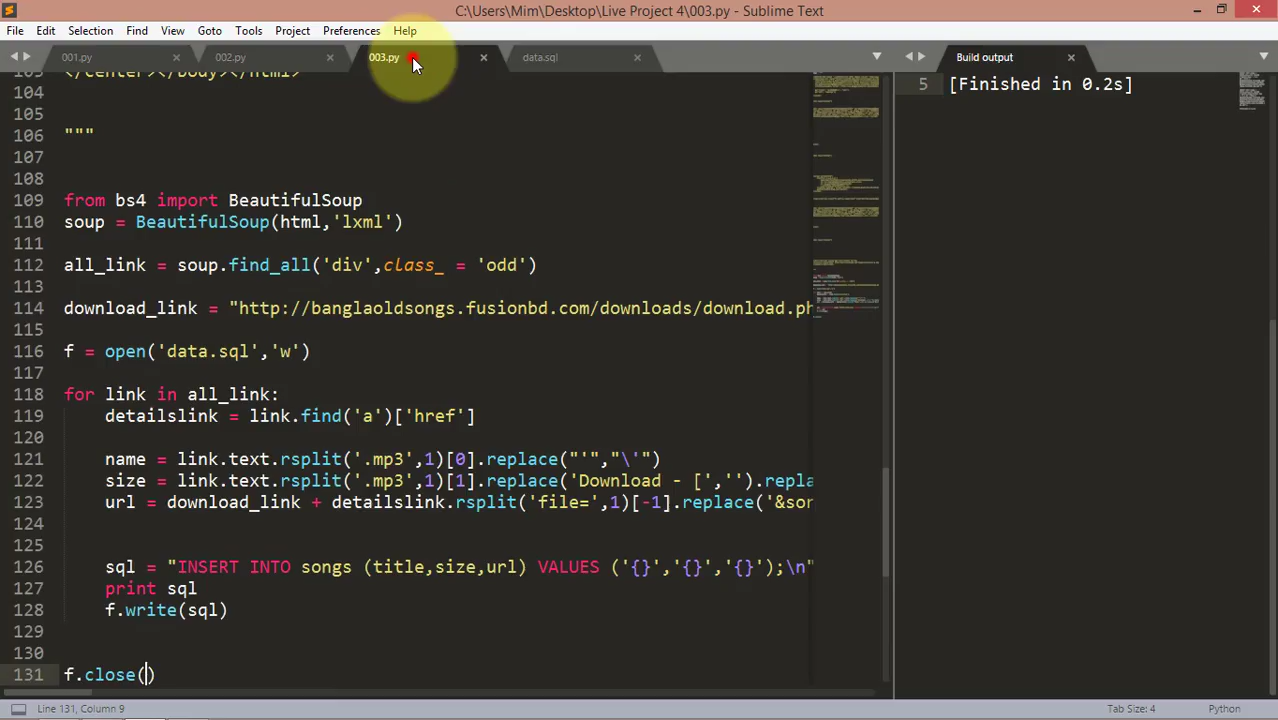 C:\Users\Mim\Desktop\Live Project 4\003.py - Sublime Text
File Edit Selection Find View Goto Tools Project Preferences Help
001.py 002.py 003.py data.sql Build output
103 </center></body></html>
104
105
106 """
107
108
109 from bs4 import BeautifulSoup
110 soup = BeautifulSoup(html,'lxml')
111
112 all_link = soup.find_all('div',class_ = 'odd')
113
114 download_link = "http://banglaoldsongs.fusionbd.com/downloads/download.ph
115
116 f = open('data.sql','w')
117
118 for link in all_link:
119 detailslink = link.find('a')['href']
120
121 name = link.text.rsplit('.mp3',1)[0].replace("'","\'")
122 size = link.text.rsplit('.mp3',1)[1].replace('Download - [','').repla
123 url = download_link + detailslink.rsplit('file=',1)[-1].replace('&son
124
125
126 sql = "INSERT INTO songs (title,size,url) VALUES ('{}','{}','{}');\n"
127 print sql
128 f.write(sql)
129
130
131 f.close()
5 [Finished in 0.2s]
Line 131, Column 9 Tab Size: 4 Python